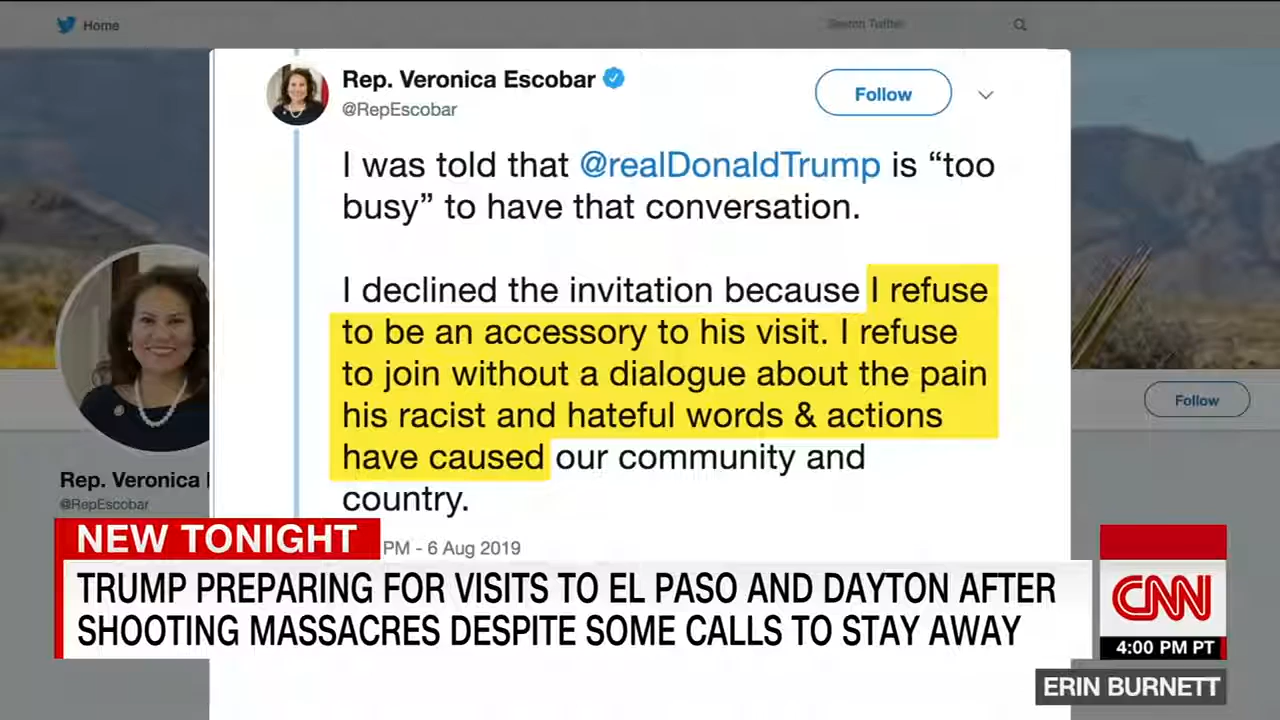 Home
Search Twitter
Rep. Veronica Escobar
@RepEscobar
Follow
I was told that @realDonaldTrump is “too
busy” to have that conversation.
I declined the invitation because I refuse
to be an accessory to his visit. I refuse
to join without a dialogue about the pain
his racist and hateful words & actions
have caused our community and
country.
PM - 6 Aug 2019
Follow
Rep. Veronica
@RepEscobar
NEW TONIGHT
TRUMP PREPARING FOR VISITS TO EL PASO AND DAYTON AFTER
SHOOTING MASSACRES DESPITE SOME CALLS TO STAY AWAY
CNN
4:00 PM PT
ERIN BURNETT